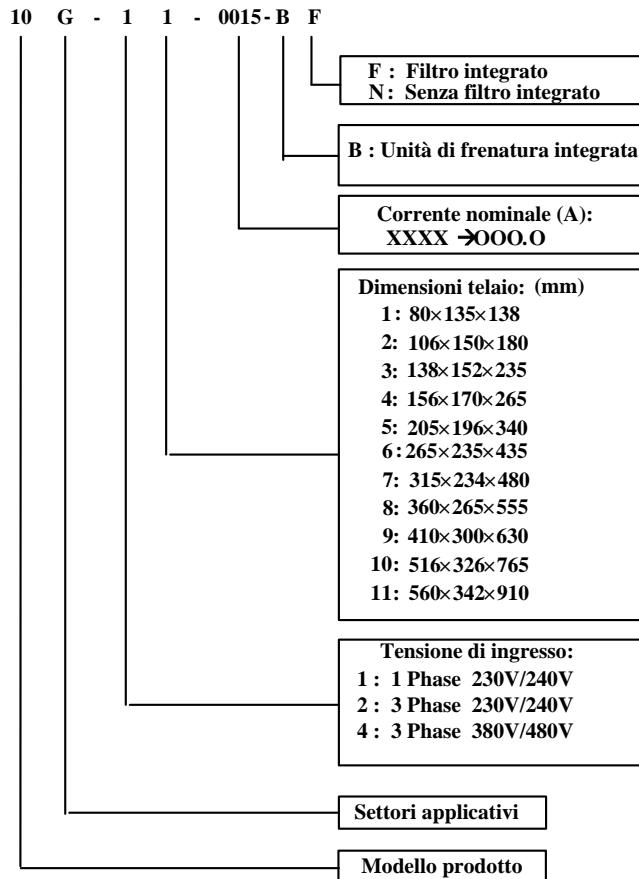 10 G - 1 1 - 0015 - B F
F : Filtro integrato
N : Senza filtro integrato
B : Unità di frenatura integrata
Corrente nominale (A):
XXXX →OOO.O
Dimensioni telaio: (mm)
1 : 80×135×138
2: 106×150×180
3: 138×152×235
4: 156×170×265
5: 205×196×340
6 : 265×235×435
7: 315×234×480
8: 360×265×555
9: 410×300×630
10: 516×326×765
11: 560×342×910
Tensione di ingresso:
1 : 1 Phase 230V/240V
2 : 3 Phase 230V/240V
4 : 3 Phase 380V/480V
Settori applicativi
Modello prodotto